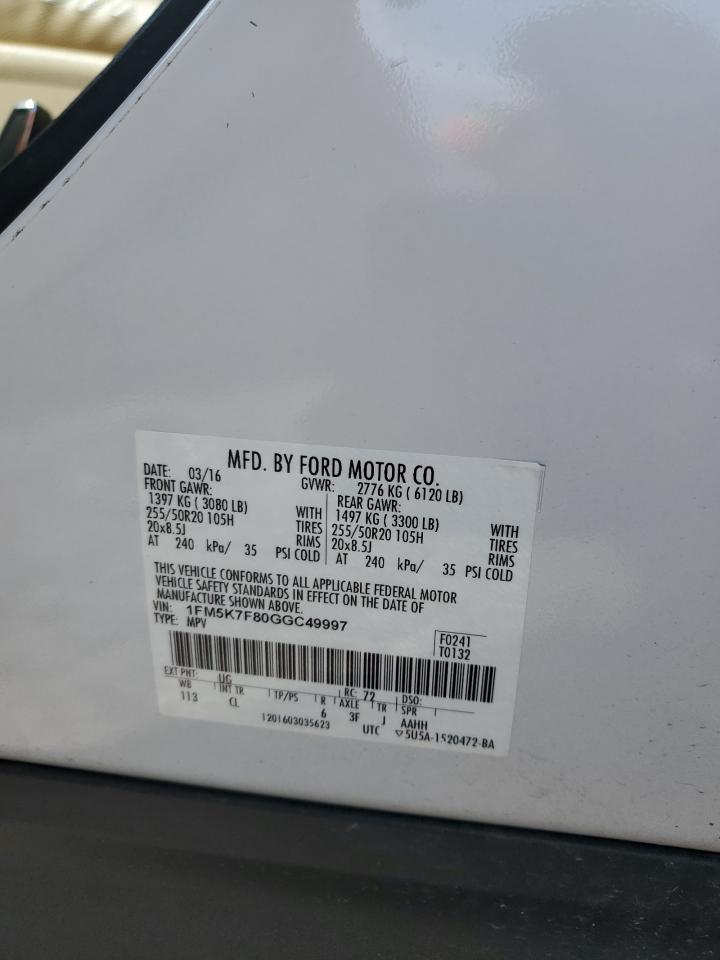 MFD. BY FORD MOTOR CO.
DATE: 03/16 GVWR: 2776 KG ( 6120 LB)
FRONT GAWR: REAR GAWR:
1397 KG ( 3080 LB) WITH 1497 KG ( 3300 LB) WITH
255/50R20 105H TIRES 255/50R20 105H TIRES
20x8.5J RIMS 20x8.5J RIMS
AT 240 kPa/ 35 PSI COLD AT 240 kPa/ 35 PSI COLD
THIS VEHICLE CONFORMS TO ALL APPLICABLE FEDERAL MOTOR
VEHICLE SAFETY STANDARDS IN EFFECT ON THE DATE OF
MANUFACTURE SHOWN ABOVE.
VIN: 1FM5K7F80GGC49997
TYPE: MPV
F0241
T0132
EXT PNT: UG RC: 72 DSO:
WB INT TR TP/PS R AXLE TR SPR
113 CL 6 3F J AAHH
1201603035623 UTC ▽5U5A-1520472-BA